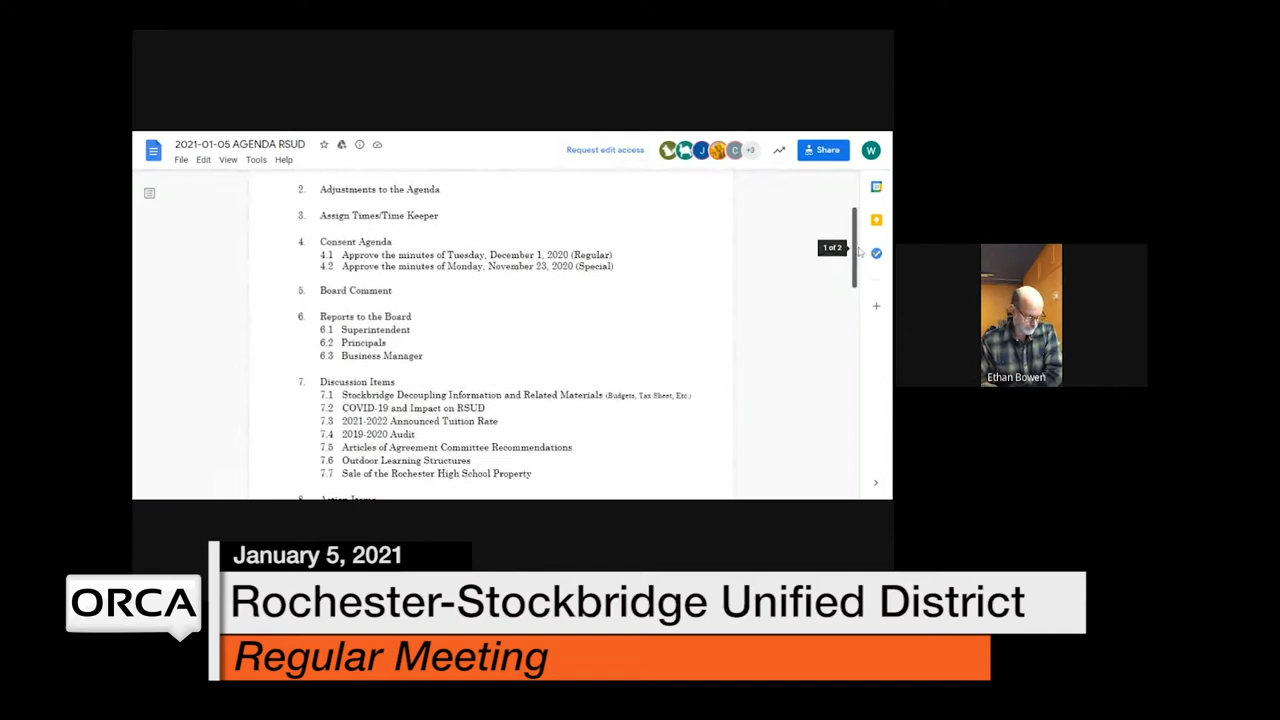 2021-01-05 AGENDA RSUD
File Edit View Tools Help
Request edit access
J
C
+3
Share
W
2. Adjustments to the Agenda
3. Assign Times/Time Keeper
1 of 2
4. Consent Agenda
4.1 Approve the minutes of Tuesday, December 1, 2020 (Regular)
4.2 Approve the minutes of Monday, November 23, 2020 (Special)
5. Board Comment
6. Reports to the Board
6.1 Superintendent
6.2 Principals
6.3 Business Manager
7. Discussion Items
7.1 Stockbridge Decoupling Information and Related Materials (Budgets, Tax Sheet, Etc.)
7.2 COVID-19 and Impact on RSUD
7.3 2021-2022 Announced Tuition Rate
7.4 2019-2020 Audit
7.5 Articles of Agreement Committee Recommendations
7.6 Outdoor Learning Structures
7.7 Sale of the Rochester High School Property
8. Action Items
Ethan Bowen
January 5, 2021
ORCA
Rochester-Stockbridge Unified District
Regular Meeting